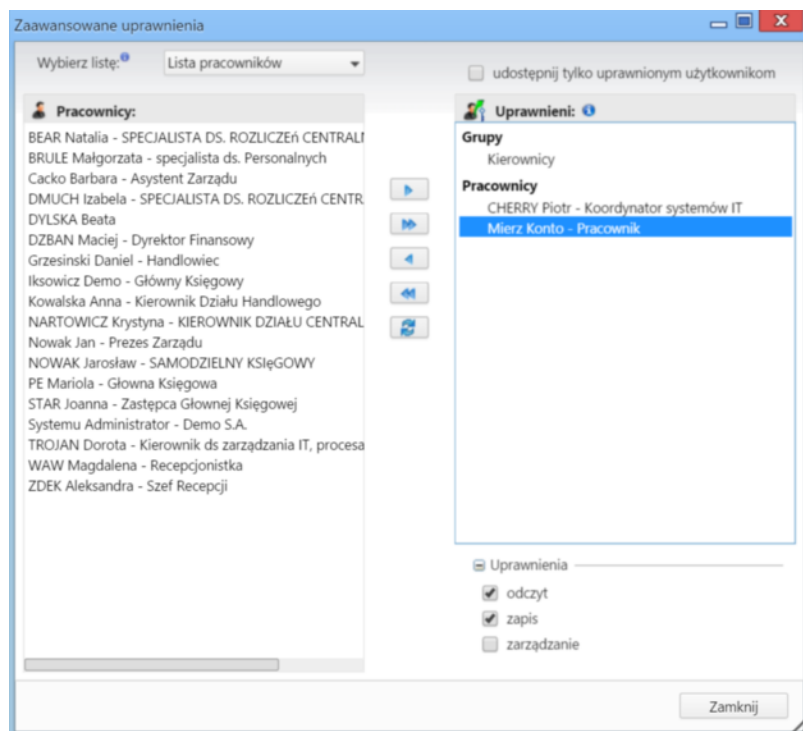 Zaawansowane uprawnienia
Wybierz listę:
Lista pracowników
udostępnij tylko uprawnionym użytkownikom
Pracownicy:
BEAR Natalia - SPECJALISTA DS. ROZLICZEń CENTRALN
BRULE Małgorzata - specjalista ds. Personalnych
Cacko Barbara - Asystent Zarządu
DMUCH Izabela - SPECJALISTA DS. ROZLICZEń CENTR
DYLSKA Beata
DZBAN Maciej - Dyrektor Finansowy
Grzesinski Daniel - Handlowiec
Iksowicz Demo - Główny Księgowy
Kowalska Anna - Kierownik Działu Handlowego
NARTOWICZ Krystyna - KIEROWNIK DZIAŁU CENTRAL
Nowak Jan - Prezes Zarządu
NOWAK Jarosław - SAMODZIELNY KSIęGOWY
PE Mariola - Głowna Księgowa
STAR Joanna - Zastępca Głownej Księgowej
Systemu Administrator - Demo S.A.
TROJAN Dorota - Kierownik ds zarządzania IT, procesa
WAW Magdalena - Recepcjonistka
ZDEK Aleksandra - Szef Recepcji
Uprawnieni:
Grupy
Kierownicy
Pracownicy
CHERRY Piotr - Koordynator systemów IT
Mierz Konto - Pracownik
Uprawnienia
odczyt
zapis
zarządzanie
Zamknij